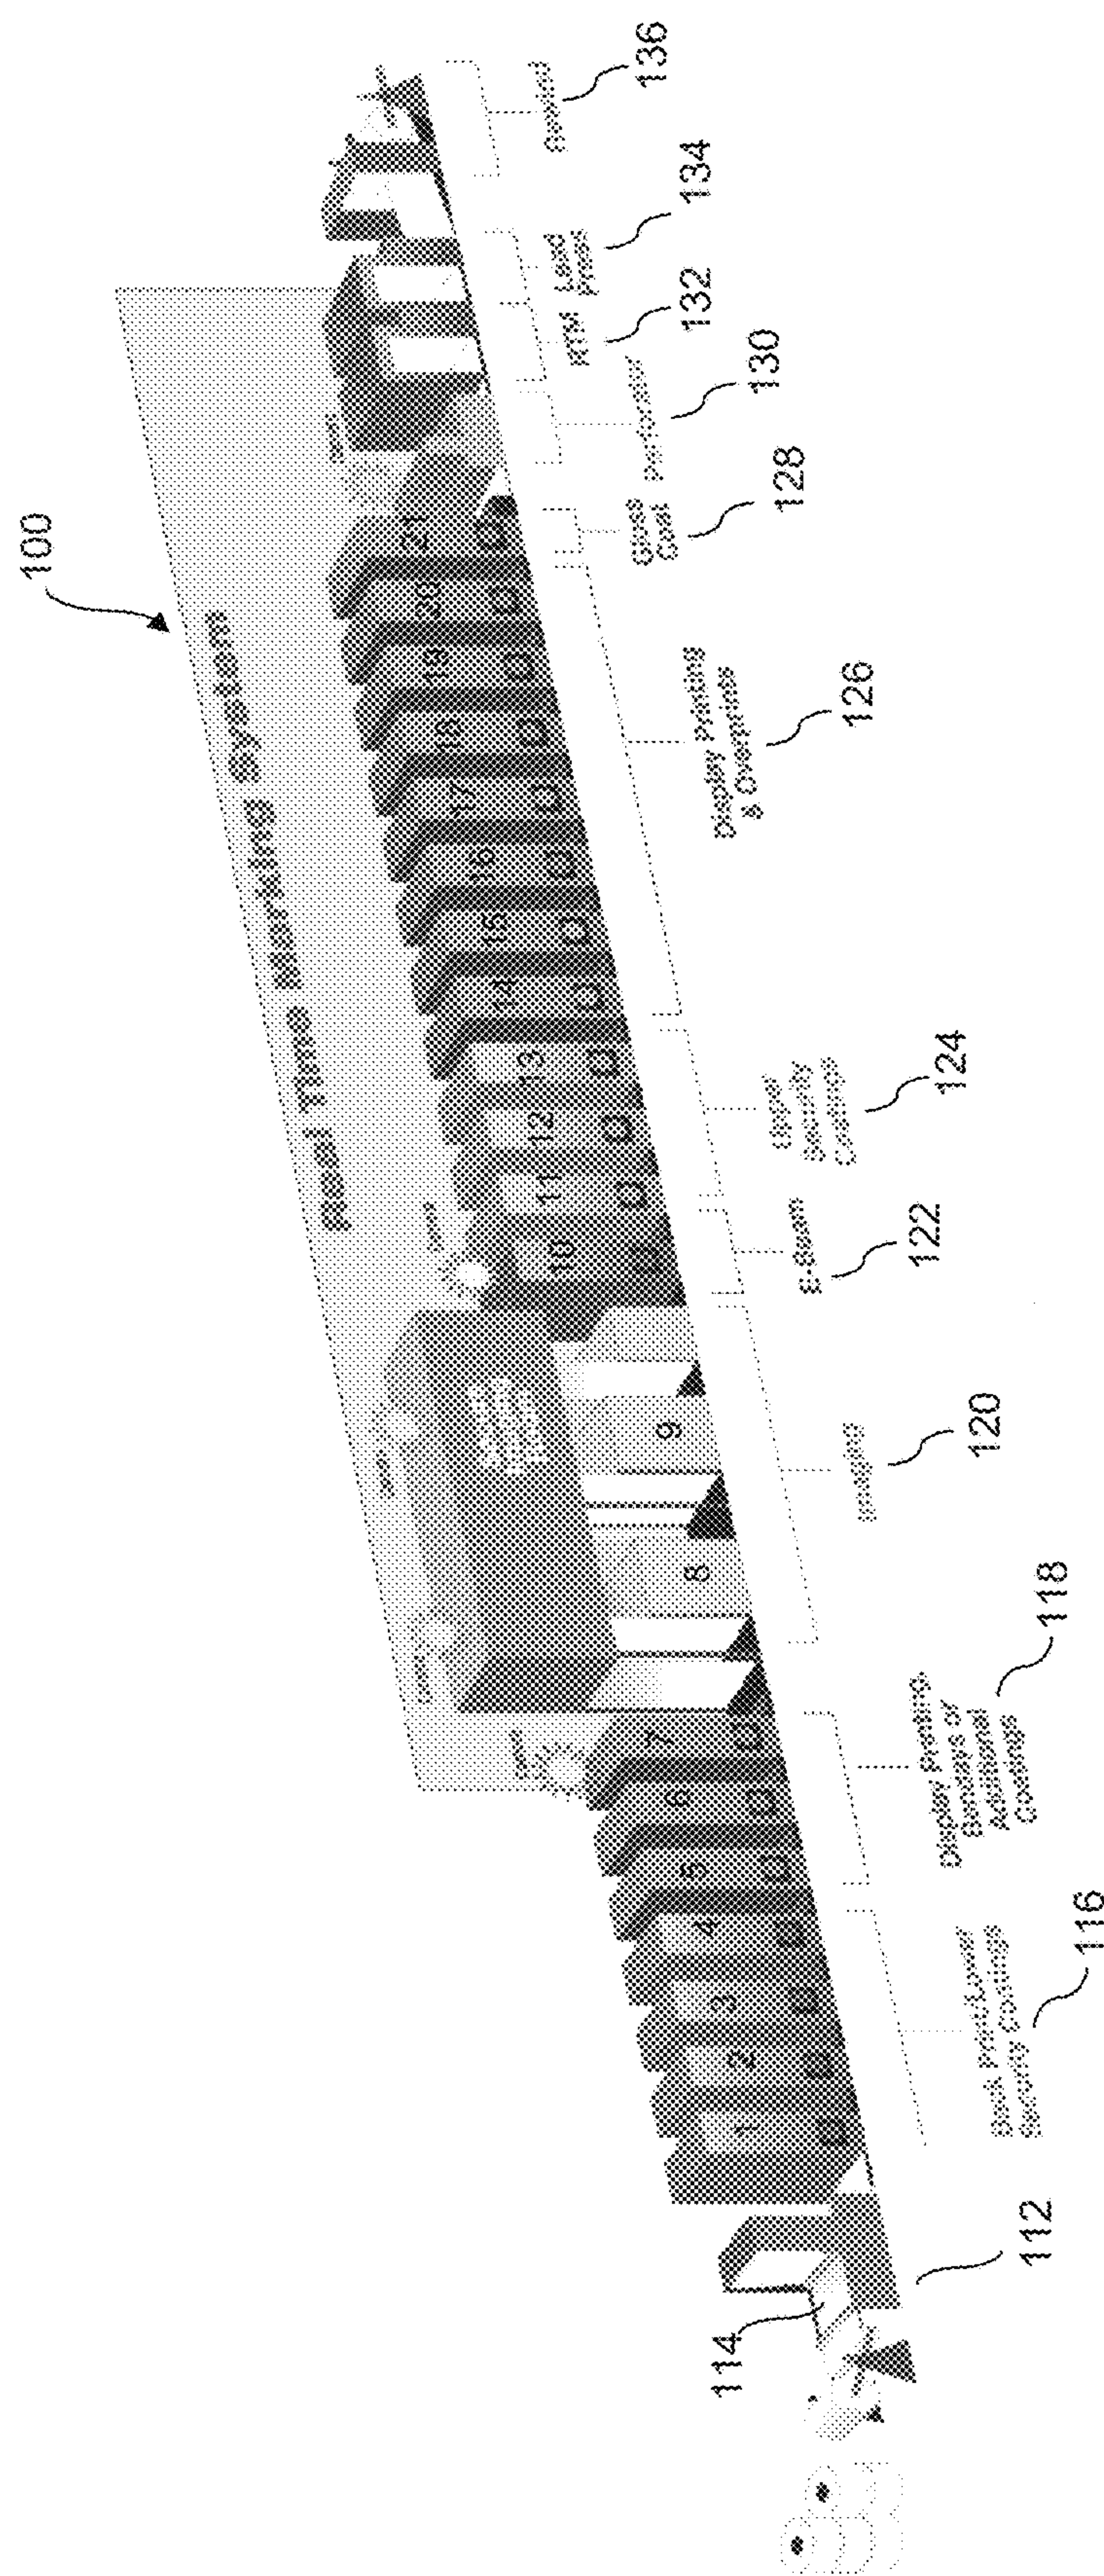 100
Real Time Marking System
1
2
3
4
5
6
7
8
9
10
11
12
13
14
15
16
17
18
19
20
21
114
112
Back Print/Lower
Security Coatings
116
Display Printing,
Bendays or
Additional
Coatings
118
Imaging
120
E-Beam
122
Upper
Security
Coatings
124
Display Printing
& Overprints
126
Gloss
Coat
128
Perforator
130
RTM
132
134
136